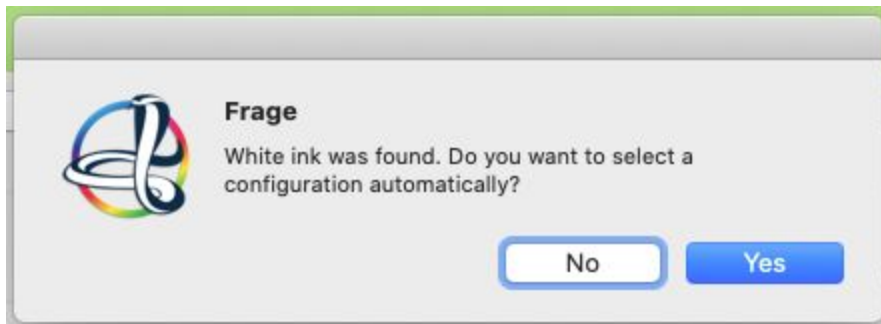 Frage
White ink was found. Do you want to select a
configuration automatically?
No
Yes